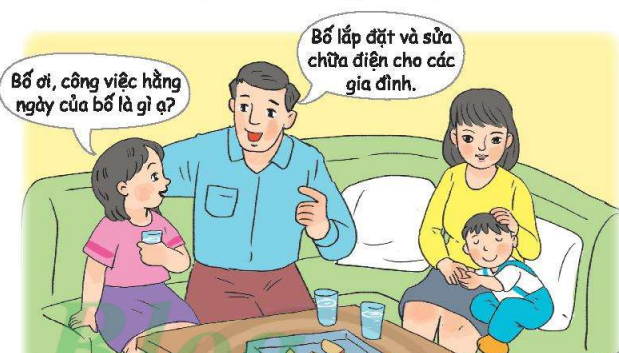 Bố ơi, công việc hằng
ngày của bố là gì ạ?
Bố lắp đặt và sửa
chữa điện cho các
gia đình.
Blog